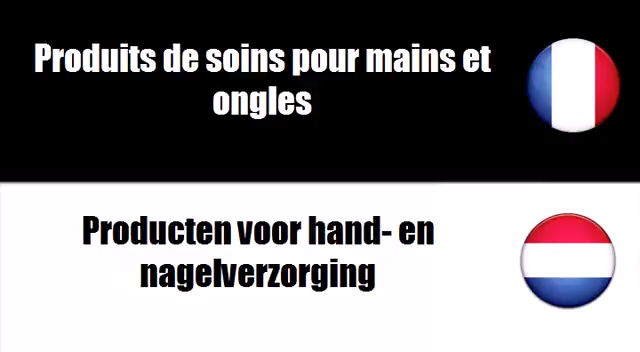 Produits de soins pour mains et
ongles
Producten voor hand- en
nagelverzorging